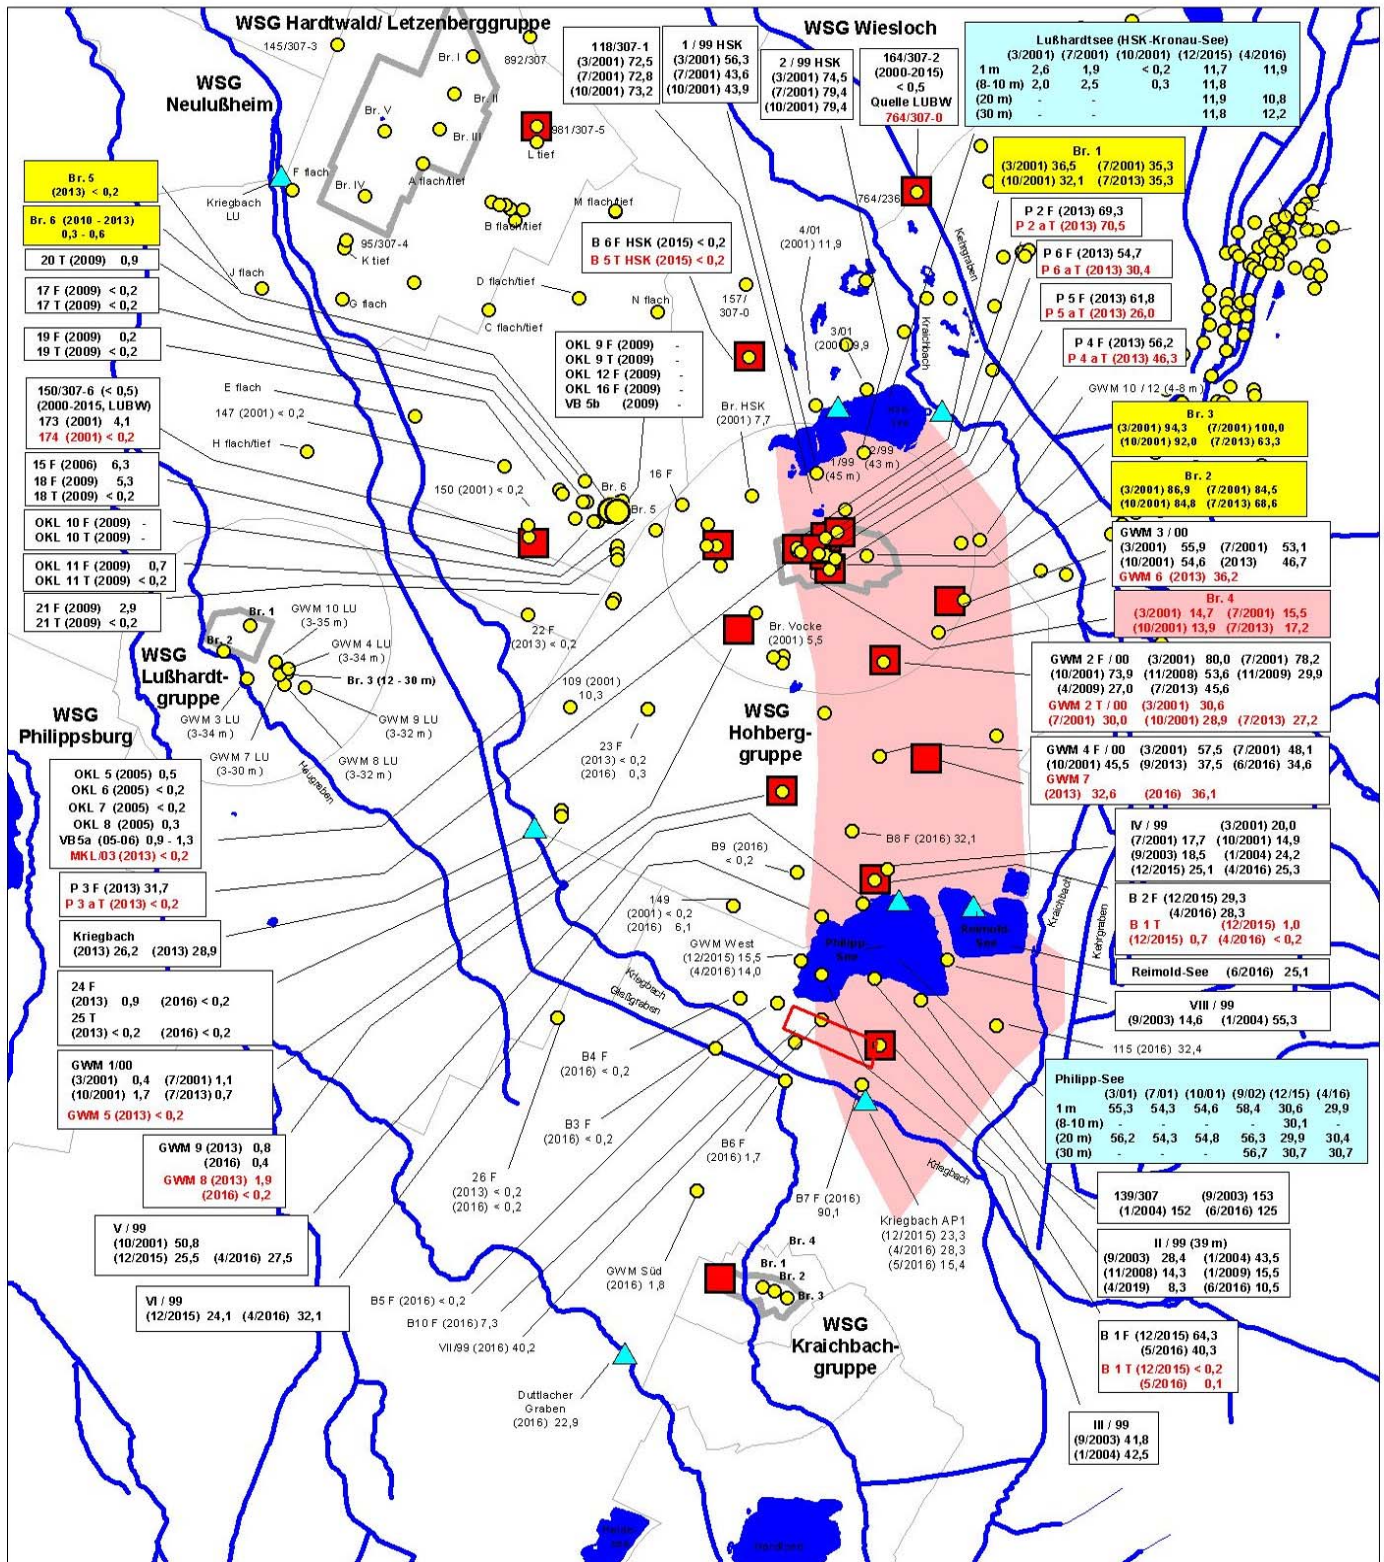 WSG Hardtwald/ Letzenberggruppe
WSG Wiesloch
145/307-3
Br. I
892/307
WSG
Neulußheim
Br. II
Br. V
Br. III
981/307-5
L tief
F flach
A flach/tief
Br. IV
Kriegbach
LU
M flach/tief
B flach/tief
95/307-4
K tief
J flach
G flach
D flach/tief
C flach/tief
N flach
118/307-1
(3/2001) 72,5
(7/2001) 72,8
(10/2001) 73,2
1 / 99 HSK
(3/2001) 56,3
(7/2001) 43,6
(10/2001) 43,9
2 / 99 HSK
(3/2001) 74,5
(7/2001) 79,4
(10/2001) 79,4
164/307-2
(2000-2015)
< 0,5
Quelle LUBW
764/307-0
Lußhardtsee (HSK-Kronau-See)
(3/2001) (7/2001) (10/2001) (12/2015) (4/2016)
1 m 2,6 1,9 < 0,2 11,7 11,9
(8-10 m) 2,0 2,5 0,3 11,8
(20 m) - - 11,9 10,8
(30 m) - - 11,8 12,2
Br. 1
(3/2001) 36,5 (7/2001) 35,3
(10/2001) 32,1 (7/2013) 35,3
764/236
Kehrgraben
4/01
(2001) 11,9
P 2 F (2013) 69,3
P 2 a T (2013) 70,5
P 6 F (2013) 54,7
P 6 a T (2013) 30,4
P 5 F (2013) 61,8
P 5 a T (2013) 26,0
P 4 F (2013) 56,2
P 4 a T (2013) 46,3
GWM 10 / 12 (4-8 m)
Br. 5
(2013) < 0,2
Br. 6 (2010 - 2013)
0,3 - 0,6
20 T (2009) 0,9
17 F (2009) < 0,2
17 T (2009) < 0,2
19 F (2009) 0,2
19 T (2009) < 0,2
150/307-6 (< 0,5)
(2000-2015, LUBW)
173 (2001) 4,1
174 (2001) < 0,2
15 F (2006) 6,3
18 F (2009) 5,3
18 T (2009) < 0,2
OKL 10 F (2009) -
OKL 10 T (2009) -
OKL 11 F (2009) 0,7
OKL 11 T (2009) < 0,2
21 F (2009) 2,9
21 T (2009) < 0,2
B 6 F HSK (2015) < 0,2
B 5 T HSK (2015) < 0,2
157/
307-0
3/01
(2001) 9,9
Kraichbach
OKL 9 F (2009) -
OKL 9 T (2009) -
OKL 12 F (2009) -
OKL 16 F (2009) -
VB 5b (2009) -
E flach
147 (2001) < 0,2
H flach/tief
Br. HSK
(2001) 7,7
1/99
(45 m)
2/99
(43 m)
16 F
150 (2001) < 0,2
Br. 6
Br. 5
Br. 3
(3/2001) 94,3 (7/2001) 100,0
(10/2001) 92,0 (7/2013) 63,3
Br. 2
(3/2001) 86,9 (7/2001) 84,5
(10/2001) 84,8 (7/2013) 68,6
GWM 3 / 00
(3/2001) 55,9 (7/2001) 53,1
(10/2001) 54,6 (2013) 46,7
GWM 6 (2013) 36,2
Br. 4
(3/2001) 14,7 (7/2001) 15,5
(10/2001) 13,9 (7/2013) 17,2
GWM 2 F / 00 (3/2001) 80,0 (7/2001) 78,2
(10/2001) 73,9 (11/2008) 53,6 (11/2009) 29,9
(4/2009) 27,0 (7/2013) 45,6
GWM 2 T / 00 (3/2001) 30,6
(7/2001) 30,0 (10/2001) 28,9 (7/2013) 27,2
GWM 4 F / 00 (3/2001) 57,5 (7/2001) 48,1
(10/2001) 45,5 (9/2013) 37,5 (6/2016) 34,6
GWM 7
(2013) 32,6 (2016) 36,1
Br. 1
Br. 2
GWM 10 LU
(3-35 m)
GWM 4 LU
(3-34 m)
Br. 3 (12 - 30 m)
WSG
Lußhardt-
gruppe
GWM 3 LU
(3-34 m)
GWM 9 LU
(3-32 m)
GWM 7 LU
(3-30 m)
GWM 8 LU
(3-32 m)
WSG
Philippsburg
Heugraben
22 F
(2013) < 0,2
109 (2001)
10,3
23 F
(2013) < 0,2
(2016) 0,3
Br. Vocke
(2001) 5,5
WSG
Hohberg-
gruppe
OKL 5 (2005) 0,5
OKL 6 (2005) < 0,2
OKL 7 (2005) < 0,2
OKL 8 (2005) 0,3
VB5a (05-06) 0,9 - 1,3
MKL/03 (2013) < 0,2
P 3 F (2013) 31,7
P 3 a T (2013) < 0,2
Kriegbach
(2013) 26,2 (2013) 28,9
24 F
(2013) 0,9 (2016) < 0,2
25 T
(2013) < 0,2 (2016) < 0,2
GWM 1/00
(3/2001) 0,4 (7/2001) 1,1
(10/2001) 1,7 (7/2013) 0,7
GWM 5 (2013) < 0,2
GWM 9 (2013) 0,8
(2016) 0,4
GWM 8 (2013) 1,9
(2016) < 0,2
V / 99
(10/2001) 50,8
(12/2015) 25,5 (4/2016) 27,5
VI / 99
(12/2015) 24,1 (4/2016) 32,1
B8 F (2016) 32,1
B9 (2016)
< 0,2
149
(2001) < 0,2
(2016) 6,1
GWM West
(12/2015) 15,5
(4/2016) 14,0
Philipp-
See
Reimold-
See
Kraichbach
Kehrgraben
IV / 99 (3/2001) 20,0
(7/2001) 17,7 (10/2001) 14,9
(9/2003) 18,5 (1/2004) 24,2
(12/2015) 25,1 (4/2016) 25,3
B 2 F (12/2015) 29,3
(4/2016) 28,3
B 1 T (12/2015) 1,0
(12/2015) 0,7 (4/2016) < 0,2
Reimold-See (6/2016) 25,1
VIII / 99
(9/2003) 14,6 (1/2004) 55,3
115 (2016) 32,4
Kriegbach
Gießgraben
B4 F
(2016) < 0,2
B3 F
(2016) < 0,2
B6 F
(2016) 1,7
26 F
(2013) < 0,2
(2016) < 0,2
B7 F (2016)
90,1
Kriegbach
Kriegbach AP1
(12/2015) 23,3
(4/2016) 28,3
(5/2016) 15,4
Philipp-See
(3/01) (7/01) (10/01) (9/02) (12/15) (4/16)
1 m 55,3 54,3 54,6 58,4 30,6 29,9
(8-10 m) - - - - 30,1 -
(20 m) 56,2 54,3 54,8 56,3 29,9 30,4
(30 m) - - - 56,7 30,7 30,7
139/307 (9/2003) 153
(1/2004) 152 (6/2016) 125
II / 99 (39 m)
(9/2003) 28,4 (1/2004) 43,5
(11/2008) 14,3 (1/2009) 15,5
(4/2019) 8,3 (6/2016) 10,5
B 1 F (12/2015) 64,3
(5/2016) 40,3
B 1 T (12/2015) < 0,2
(5/2016) 0,1
III / 99
(9/2003) 41,8
(1/2004) 42,5
GWM Süd
(2016) 1,8
Br. 4
Br. 1
Br. 2
Br. 3
WSG
Kraichbach-
gruppe
B5 F (2016) < 0,2
B10 F (2016) 7,3
VII/99 (2016) 40,2
Duttlacher
Graben
(2016) 22,9